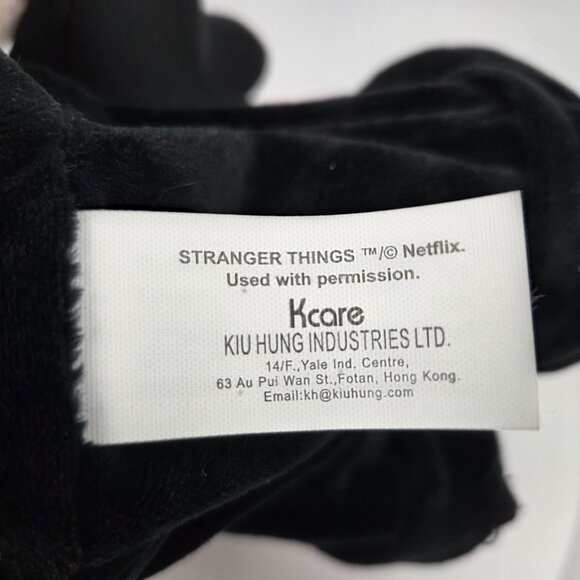 STRANGER THINGS ™/© Netflix.
Used with permission.
Kcare
KIU HUNG INDUSTRIES LTD.
14/F.,Yale Ind. Centre,
63 Au Pui Wan St.,Fotan, Hong Kong.
Email:kh@kiuhung.com